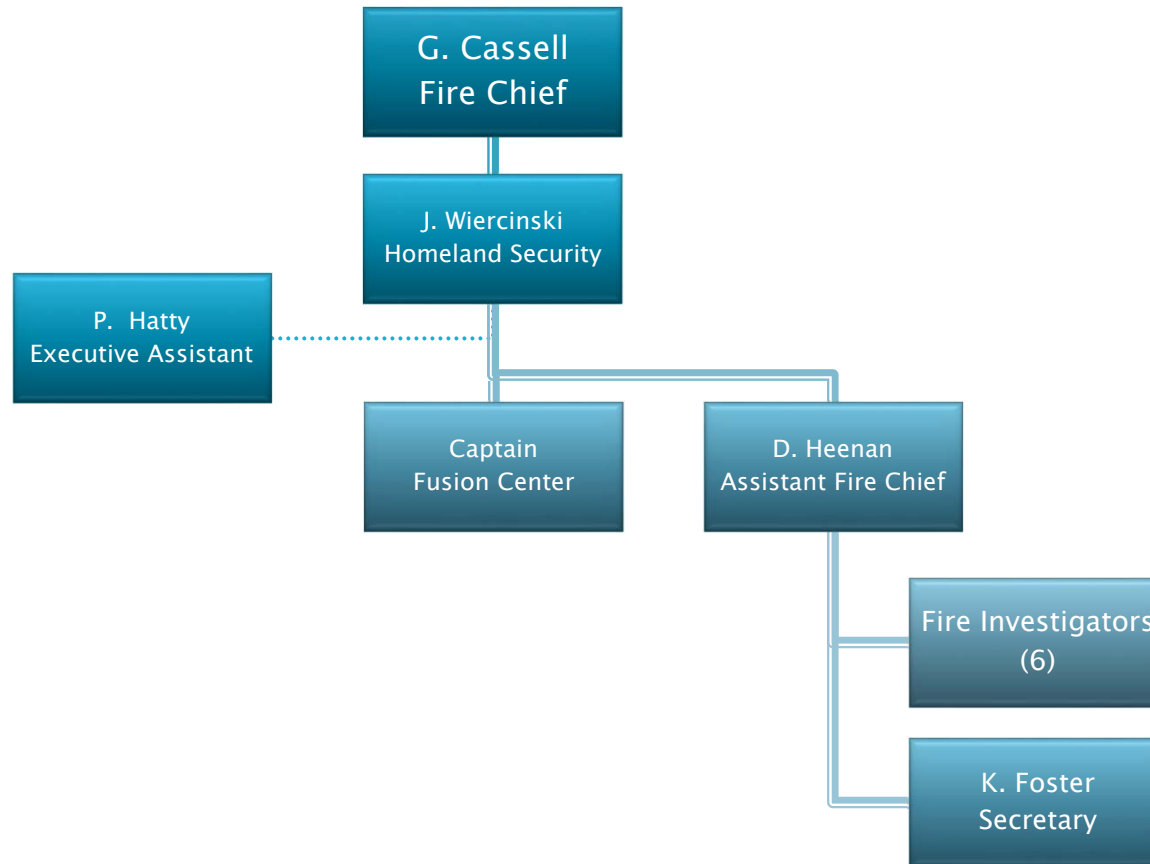 G. Cassell
Fire Chief
J. Wiercinski
Homeland Security
P. Hatty
Executive Assistant
Captain
Fusion Center
D. Heenan
Assistant Fire Chief
Fire Investigators
(6)
K. Foster
Secretary